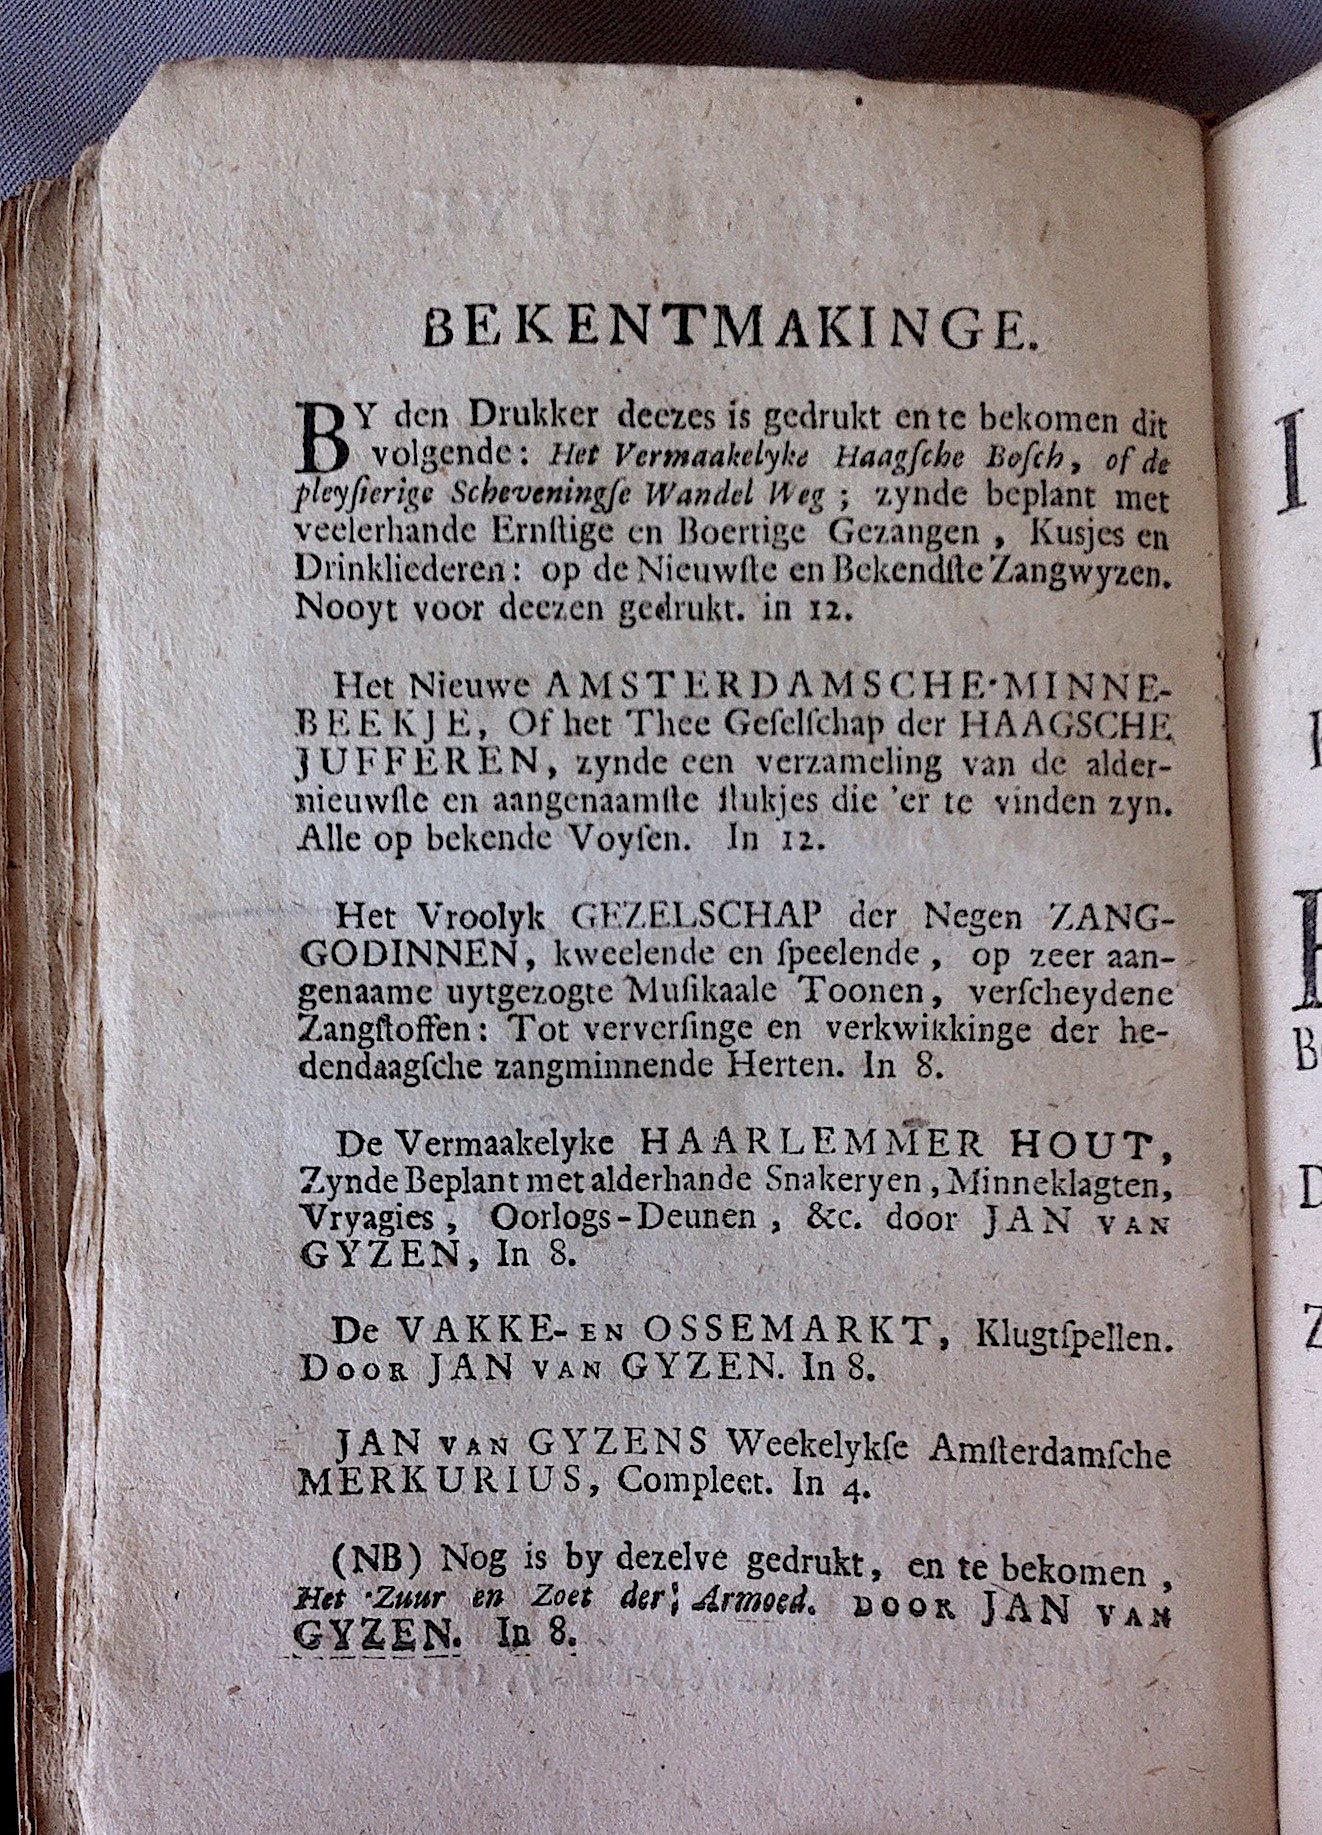 BEKENTMAKINGE.
BY den Drukker deezes is gedrukt en te bekomen dit
volgende: Het Vermaakelyke Haagſche Boſch, of de
pleyſierige Scheveningſe Wandel Weg; zynde beplant met
veelerhande Ernſtige en Boertige Gezangen, Kusjes en
Drinkliederen: op de Nieuwſte en Bekendſte Zangwyzen.
Nooyt voor deezen gedrukt. in 12.
Het Nieuwe AMSTERDAMSCHE-MINNE-
BEEKJE, Of het Thee Geſelſchap der HAAGSCHE
JUFFEREN, zynde een verzameling van de alder-
nieuwſte en aangenaamſte ſtukjes die 'er te vinden zyn.
Alle op bekende Voyſen. In 12.
Het Vroolyk GEZELSCHAP der Negen ZANG-
GODINNEN, kweelende en ſpeelende, op zeer aan-
genaame uytgezogte Muſikaale Toonen, verſcheydene
Zangſtoffen: Tot ververſinge en verkwikkinge der he-
dendaagſche zangminnende Herten. In 8.
De Vermaakelyke HAARLEMMER HOUT,
Zynde Beplant met alderhande Snakeryen, Minneklagten,
Vryagies, Oorlogs-Deunen, &c. door JAN VAN
GYZEN, In 8.
De VAKKE- EN OSSEMARKT, Klugtſpellen.
DOOR JAN VAN GYZEN. In 8.
JAN VAN GYZENS Weekelykſe Amſterdamſche
MERKURIUS, Compleet. In 4.
(NB) Nog is by dezelve gedrukt, en te bekomen,
Het Zuur en Zoet der Armoed. DOOR JAN VAN
GYZEN. In 8.